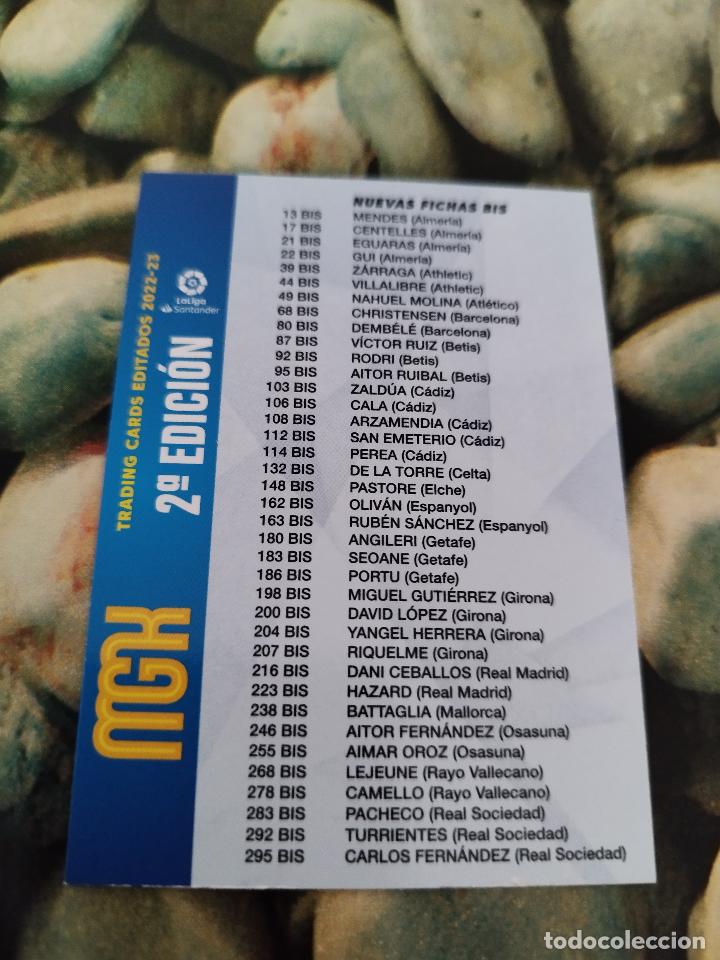 TRADING CARDS EDITADOS 2022-23
2ª EDICIÓN
LaLiga
Santander
MGK
NUEVAS FICHAS BIS
13 BIS MENDES (Almería)
17 BIS CENTELLES (Almería)
21 BIS EGUARAS (Almería)
22 BIS GUI (Almería)
39 BIS ZÁRRAGA (Athletic)
44 BIS VILLALIBRE (Athletic)
49 BIS NAHUEL MOLINA (Atlético)
68 BIS CHRISTENSEN (Barcelona)
80 BIS DEMBÉLÉ (Barcelona)
87 BIS VÍCTOR RUIZ (Betis)
92 BIS RODRI (Betis)
95 BIS AITOR RUIBAL (Betis)
103 BIS ZALDÚA (Cádiz)
106 BIS CALA (Cádiz)
108 BIS ARZAMENDIA (Cádiz)
112 BIS SAN EMETERIO (Cádiz)
114 BIS PEREA (Cádiz)
132 BIS DE LA TORRE (Celta)
148 BIS PASTORE (Elche)
162 BIS OLIVÁN (Espanyol)
163 BIS RUBÉN SÁNCHEZ (Espanyol)
180 BIS ANGILERI (Getafe)
183 BIS SEOANE (Getafe)
186 BIS PORTU (Getafe)
198 BIS MIGUEL GUTIÉRREZ (Girona)
200 BIS DAVID LÓPEZ (Girona)
204 BIS YANGEL HERRERA (Girona)
207 BIS RIQUELME (Girona)
216 BIS DANI CEBALLOS (Real Madrid)
223 BIS HAZARD (Real Madrid)
238 BIS BATTAGLIA (Mallorca)
246 BIS AITOR FERNÁNDEZ (Osasuna)
255 BIS AIMAR OROZ (Osasuna)
268 BIS LEJEUNE (Rayo Vallecano)
278 BIS CAMELLO (Rayo Vallecano)
283 BIS PACHECO (Real Sociedad)
292 BIS TURRIENTES (Real Sociedad)
295 BIS CARLOS FERNÁNDEZ (Real Sociedad)
todocoleccion